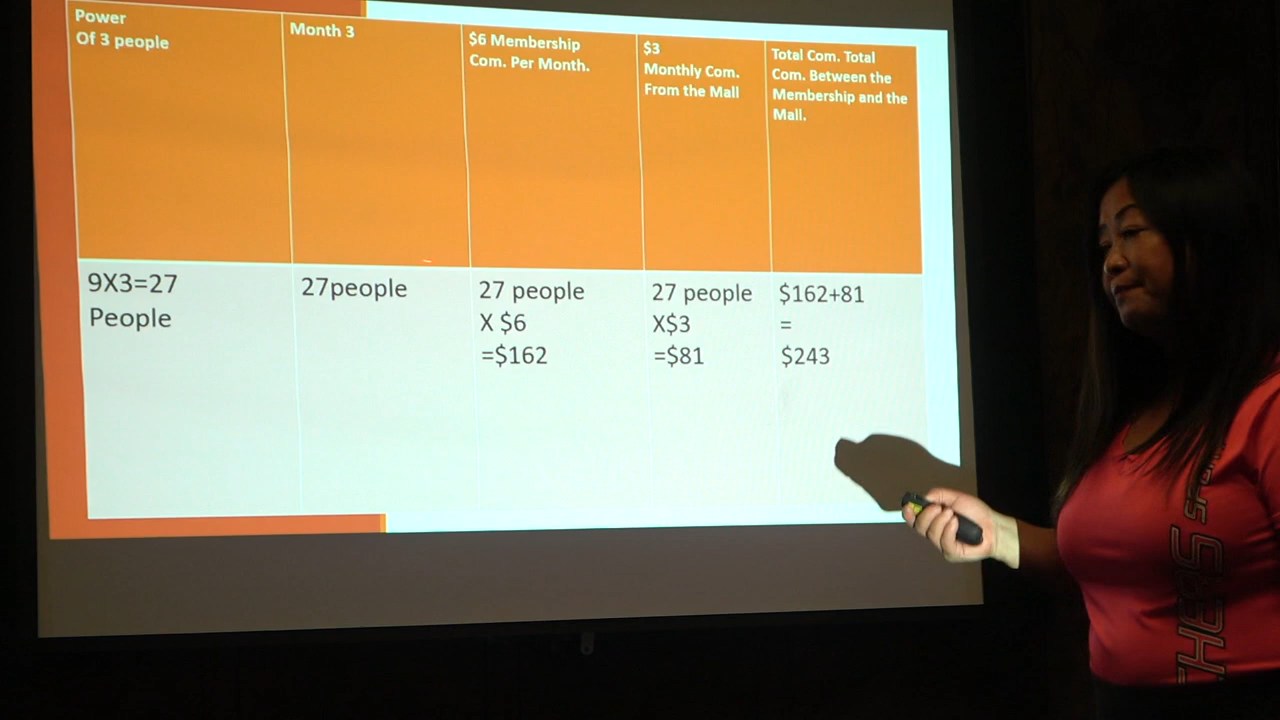 Power
Of 3 people
Month 3
$6 Membership
Com. Per Month.
$3
Monthly Com.
From the Mall
Total Com. Total
Com. Between the
Membership and the
Mall.
9X3=27
People
27people
27 people
X $6
=$162
27 people
X$3
=$81
$162+81
=
$243